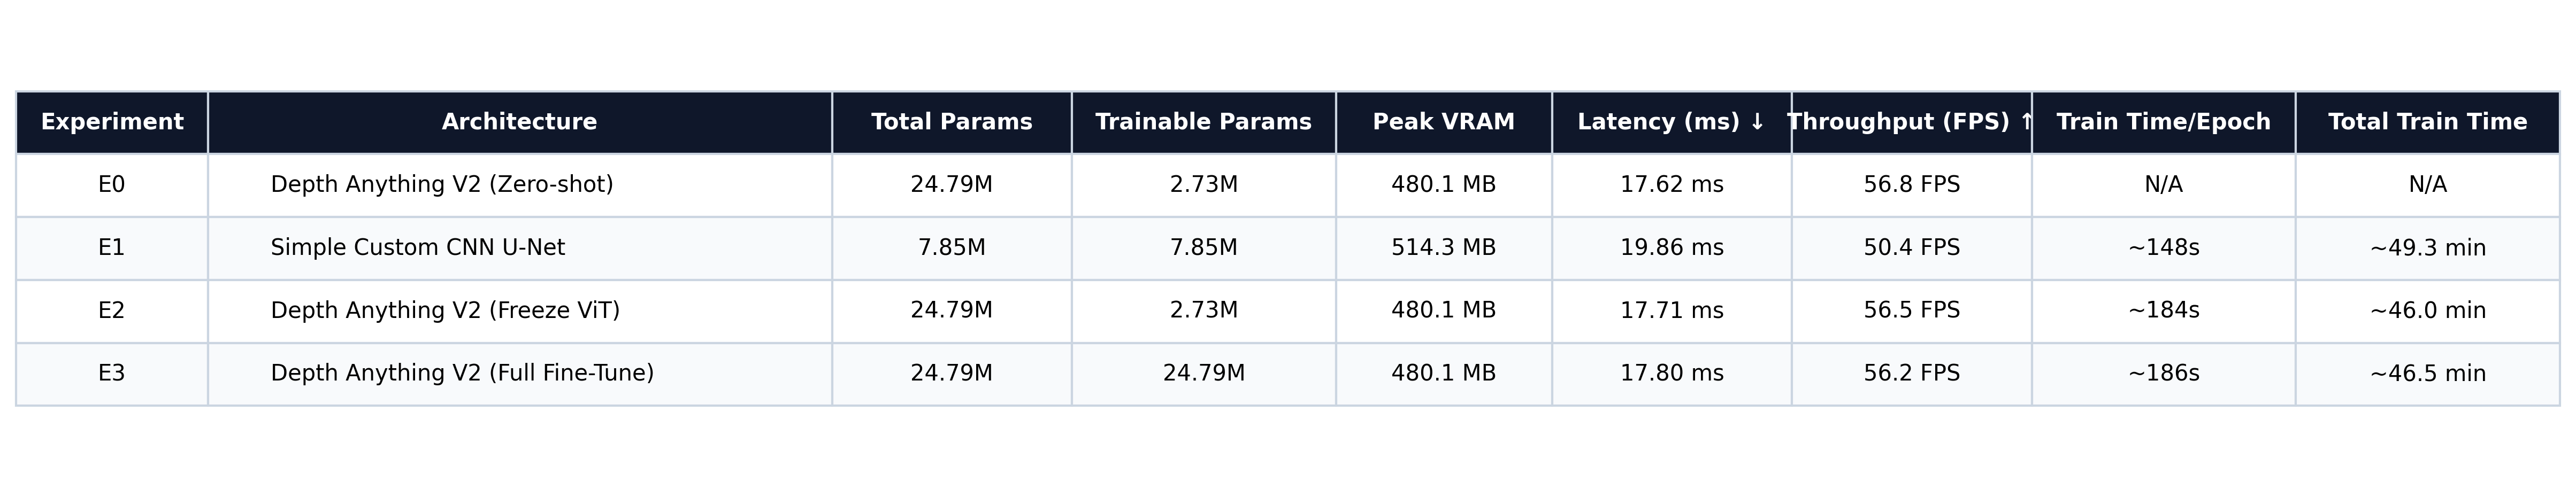 Experiment Architecture Total Params Trainable Params Peak VRAM Latency (ms) ↓ Throughput (FPS) ↑ Train Time/Epoch Total Train Time
E0 Depth Anything V2 (Zero-shot) 24.79M 2.73M 480.1 MB 17.62 ms 56.8 FPS N/A N/A
E1 Simple Custom CNN U-Net 7.85M 7.85M 514.3 MB 19.86 ms 50.4 FPS ~148s ~49.3 min
E2 Depth Anything V2 (Freeze ViT) 24.79M 2.73M 480.1 MB 17.71 ms 56.5 FPS ~184s ~46.0 min
E3 Depth Anything V2 (Full Fine-Tune) 24.79M 24.79M 480.1 MB 17.80 ms 56.2 FPS ~186s ~46.5 min